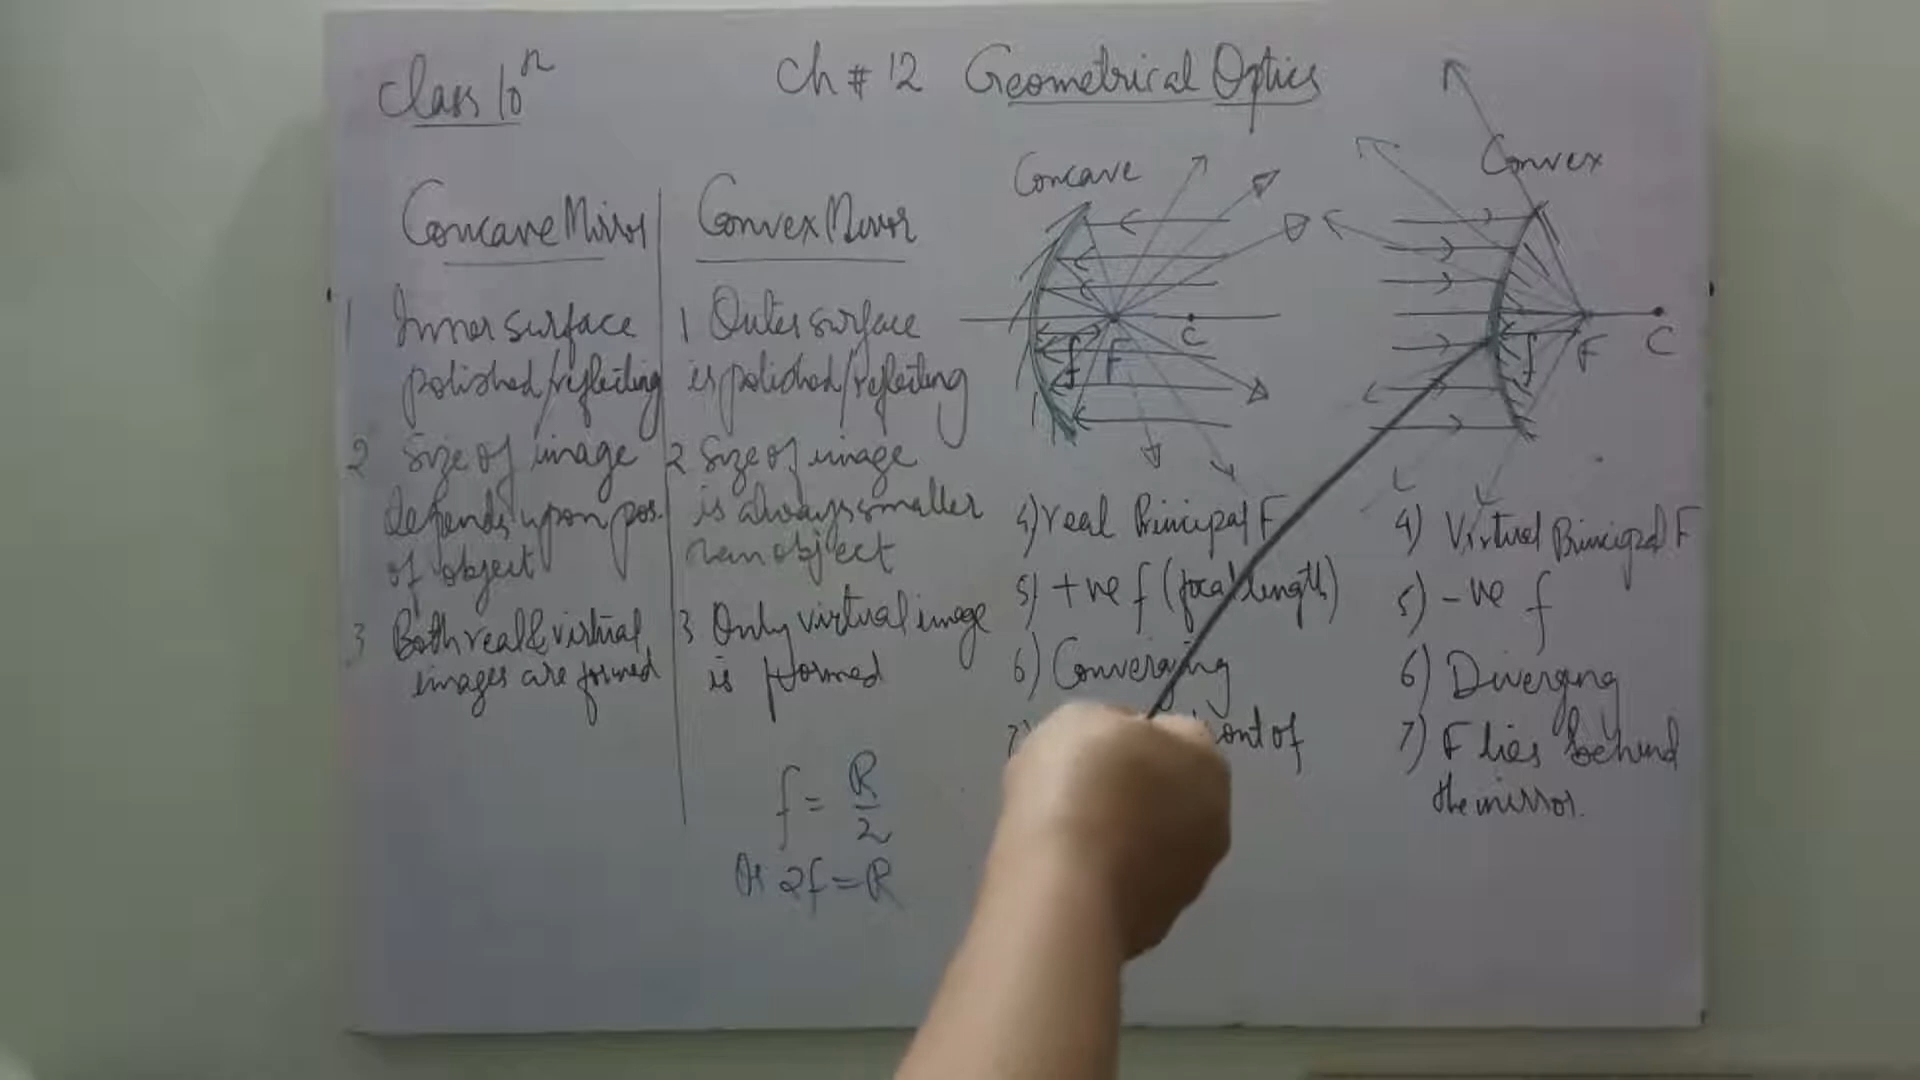 Class 10th
Ch # 12 Geometrical Optics
Concave Mirror
1 Inner surface
polished/reflecting
2 Size of image
depends upon pos.
of object
3 Both real & virtual
images are formed
Convex Mirror
1 Outer surface
is polished/reflecting
2 Size of image
is always smaller
than object
3 Only virtual image
is formed
f = R/2
Or 2f = R
Concave
f F C
4) real Principal F
5) +ve f (focal length)
6) Converging
7) ont of
Convex
f F C
4) Virtual Principal F
5) -ve f
6) Diverging
7) F lies behind
the mirror.